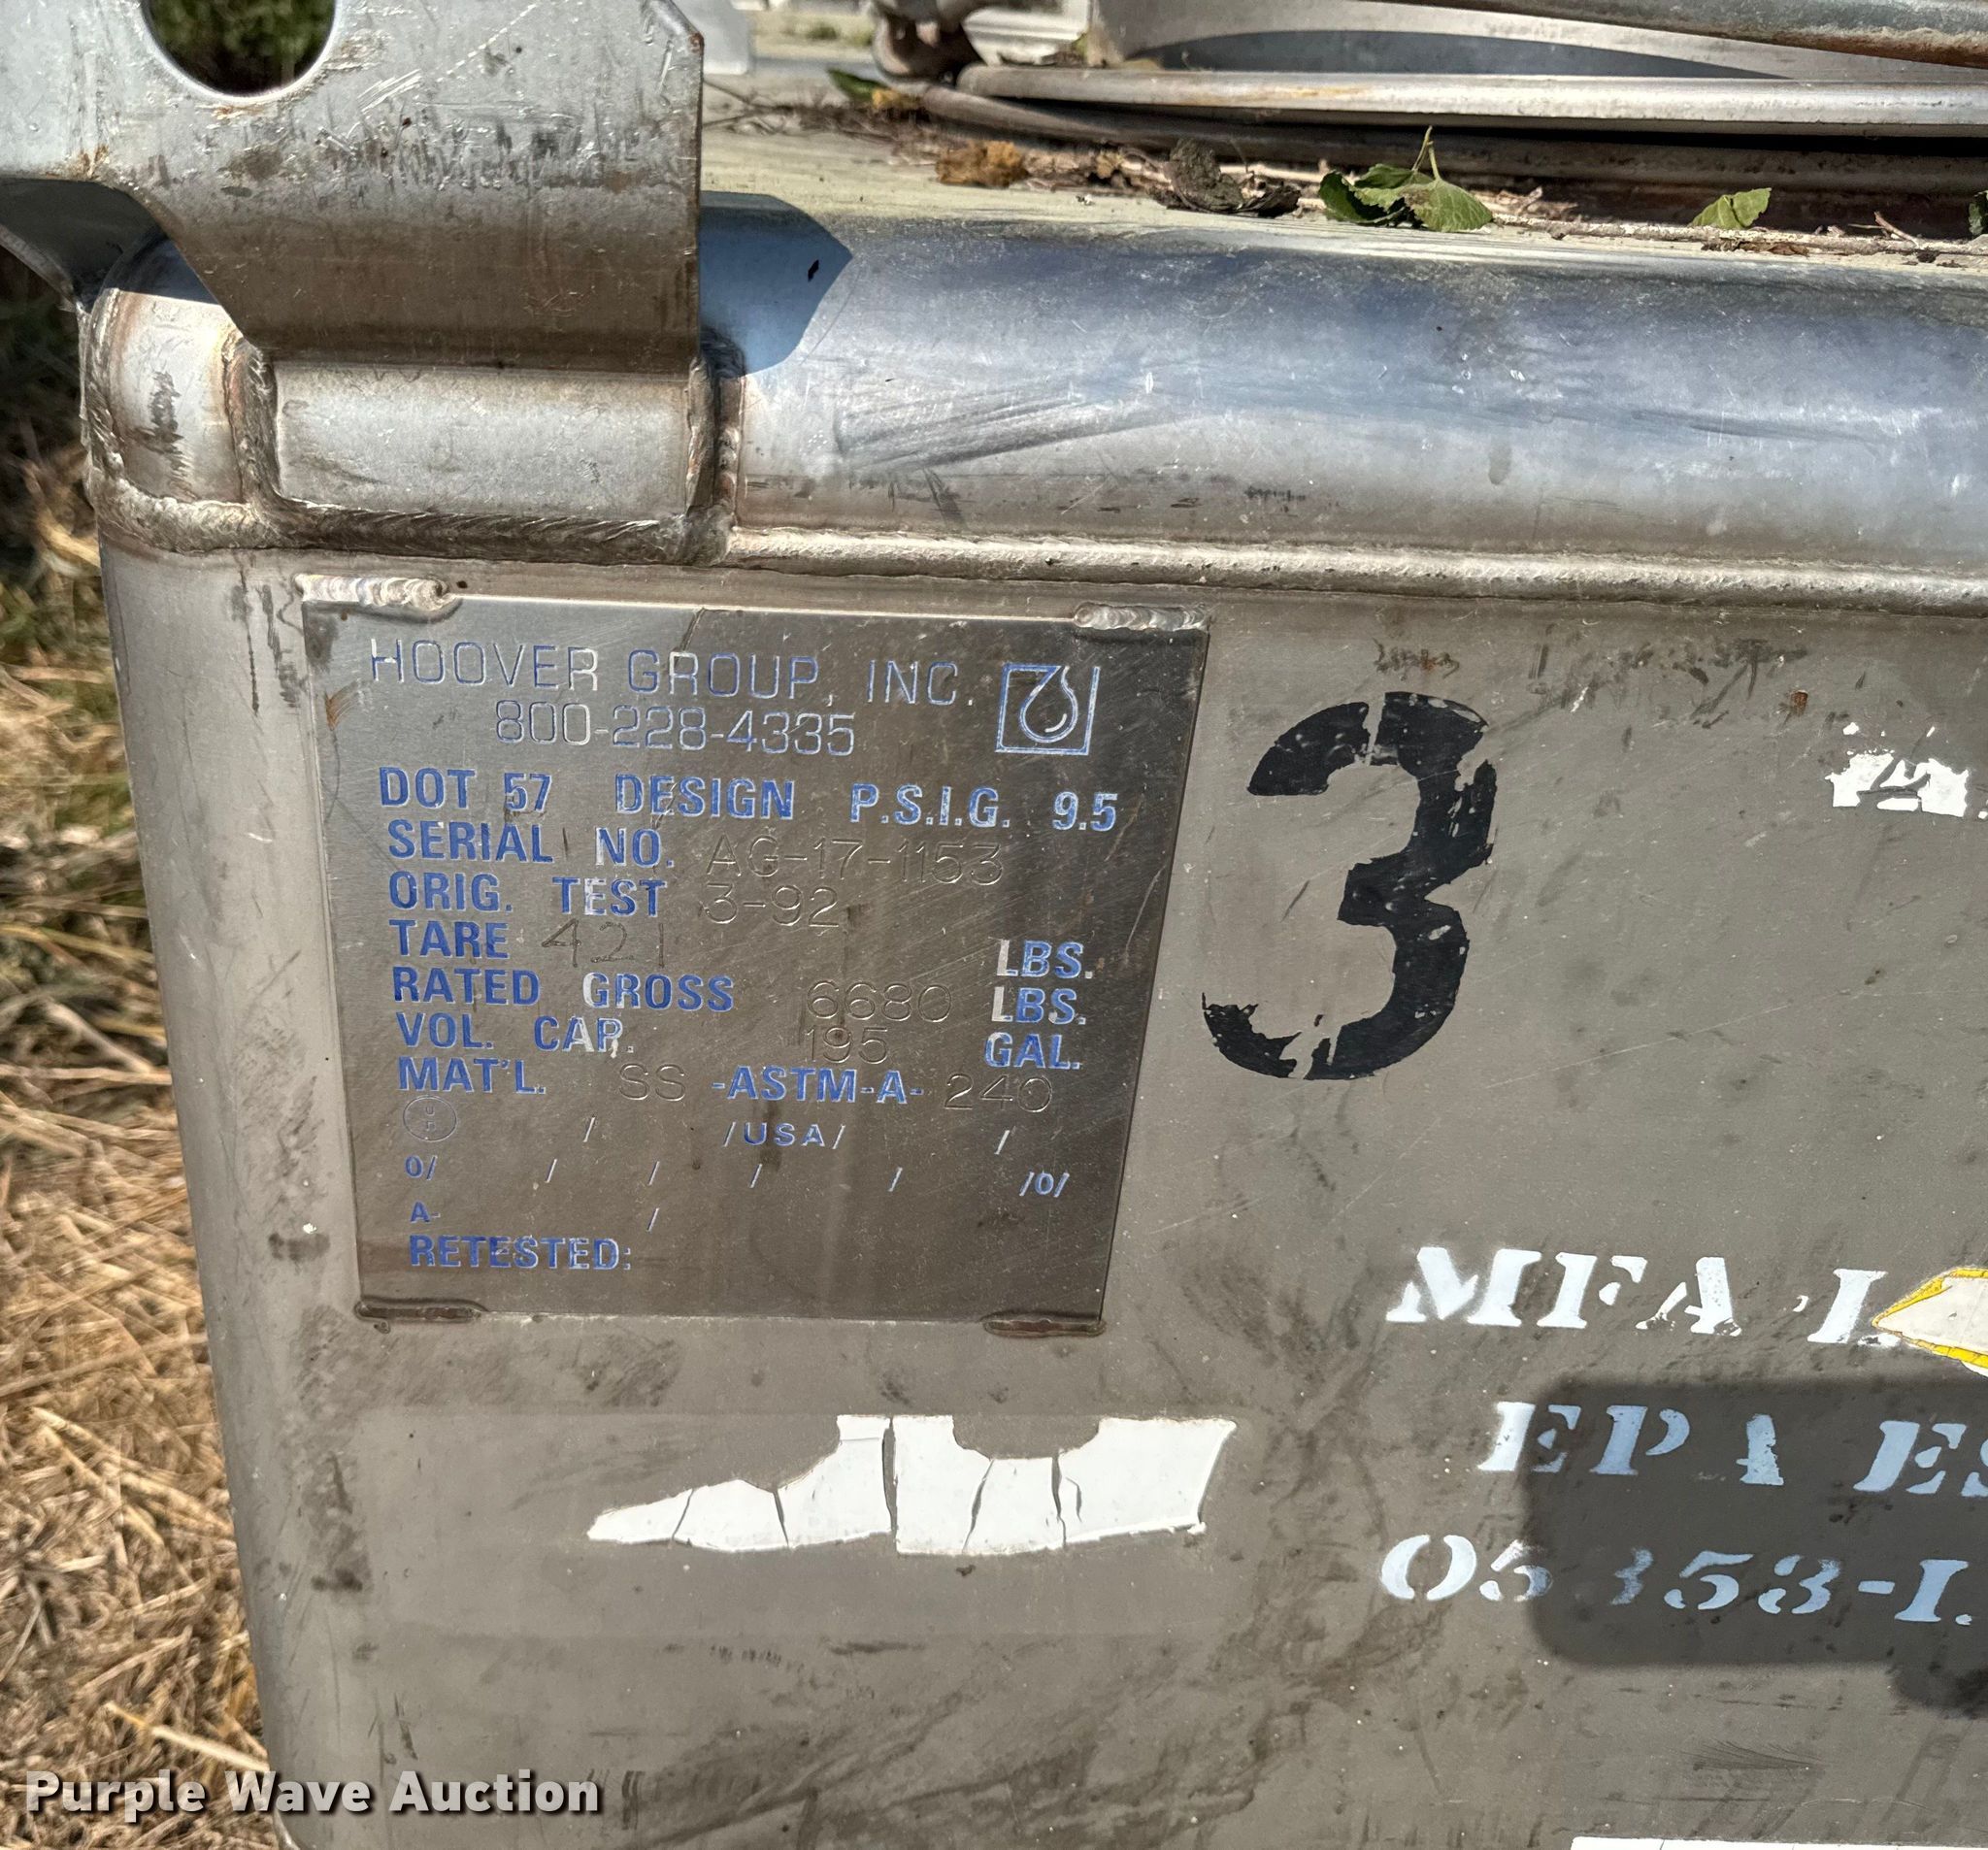 HOOVER GROUP, INC.
800-228-4335
DOT 57 DESIGN P.S.I.G. 9.5
SERIAL NO. AG-17-1153
ORIG. TEST 3-92
TARE 421 LBS.
RATED GROSS 6680 LBS.
VOL. CAP. 195 GAL.
MAT'L. SS -ASTM-A- 240
/ /USA/ /
0/ / / / / /0/
A- /
RETESTED:
3
MFA
EPA
Purple Wave Auction